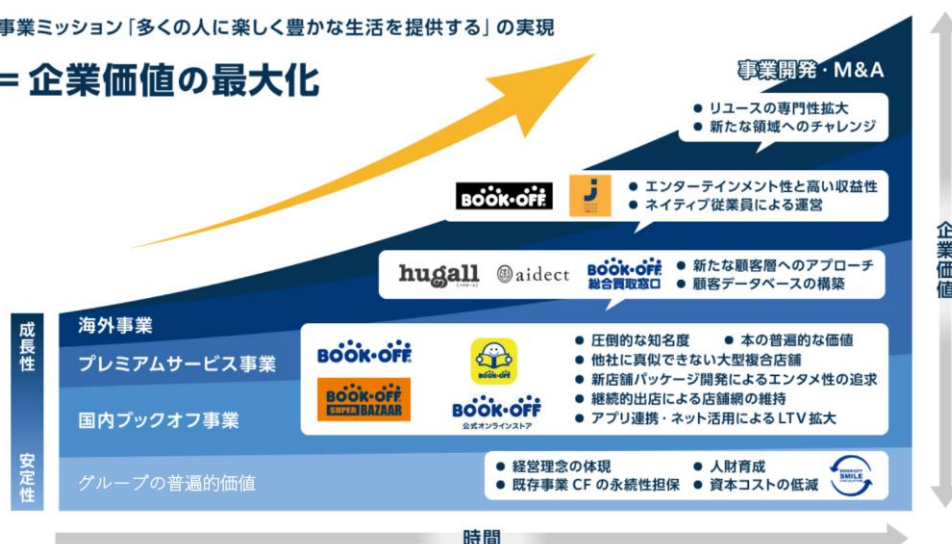 事業ミッション「多くの人に楽しく豊かな生活を提供する」の実現
= 企業価値の最大化
事業開発・M&A
● リユースの専門性拡大
● 新たな領域へのチャレンジ
BOOK・OFF
● エンターテインメント性と高い収益性
● ネイティブ従業員による運営
hugall
aidect
BOOK・OFF
総合買取窓口
● 新たな顧客層へのアプローチ
● 顧客データベースの構築
企業価値
成長性
安定性
海外事業
プレミアムサービス事業
国内ブックオフ事業
グループの普遍的価値
BOOK・OFF
BOOK・OFF
BOOK・OFF
SUPER BAZAAR
BOOK・OFF
公式オンラインストア
● 圧倒的な知名度 ● 本の普遍的な価値
● 他社に真似できない大型複合店舗
● 新店舗パッケージ開発によるエンタメ性の追求
● 継続的出店による店舗網の維持
● アプリ連携・ネット活用によるLTV拡大
● 経営理念の体現 ● 人財育成
● 既存事業CFの永続性担保 ● 資本コストの低減
SMILE
時間